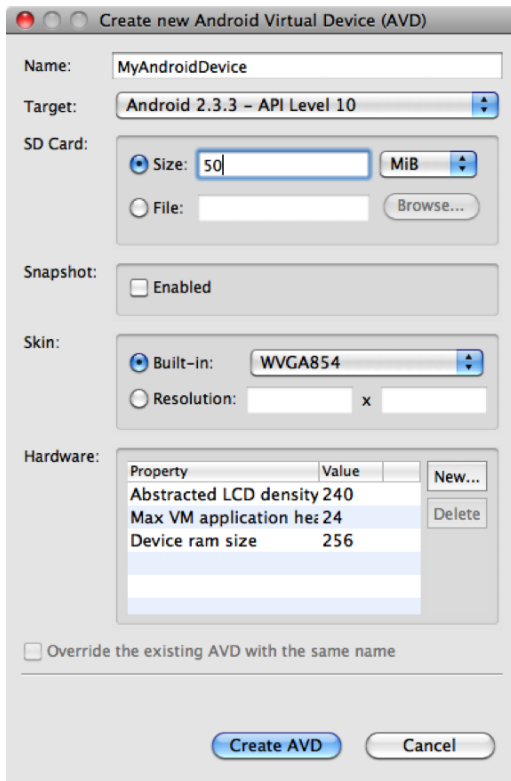 Create new Android Virtual Device (AVD)
Name: MyAndroidDevice
Target: Android 2.3.3 – API Level 10
SD Card:
Size: 50 MiB
File: Browse...
Snapshot:
Enabled
Skin:
Built-in: WVGA854
Resolution: x
Hardware:
Property Value New...
Abstracted LCD density 240
Max VM application hea 24 Delete
Device ram size 256
Override the existing AVD with the same name
Create AVD Cancel